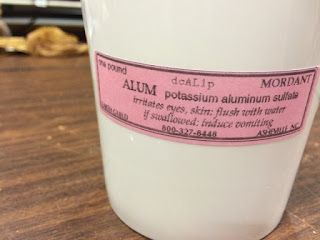 one pound dcALlp MORDANT
ALUM potassium aluminum sulfate
irritates eyes, skin: flush with water
if swallowed: induce vomiting
800-327-8448 ASHEVILLE, NC